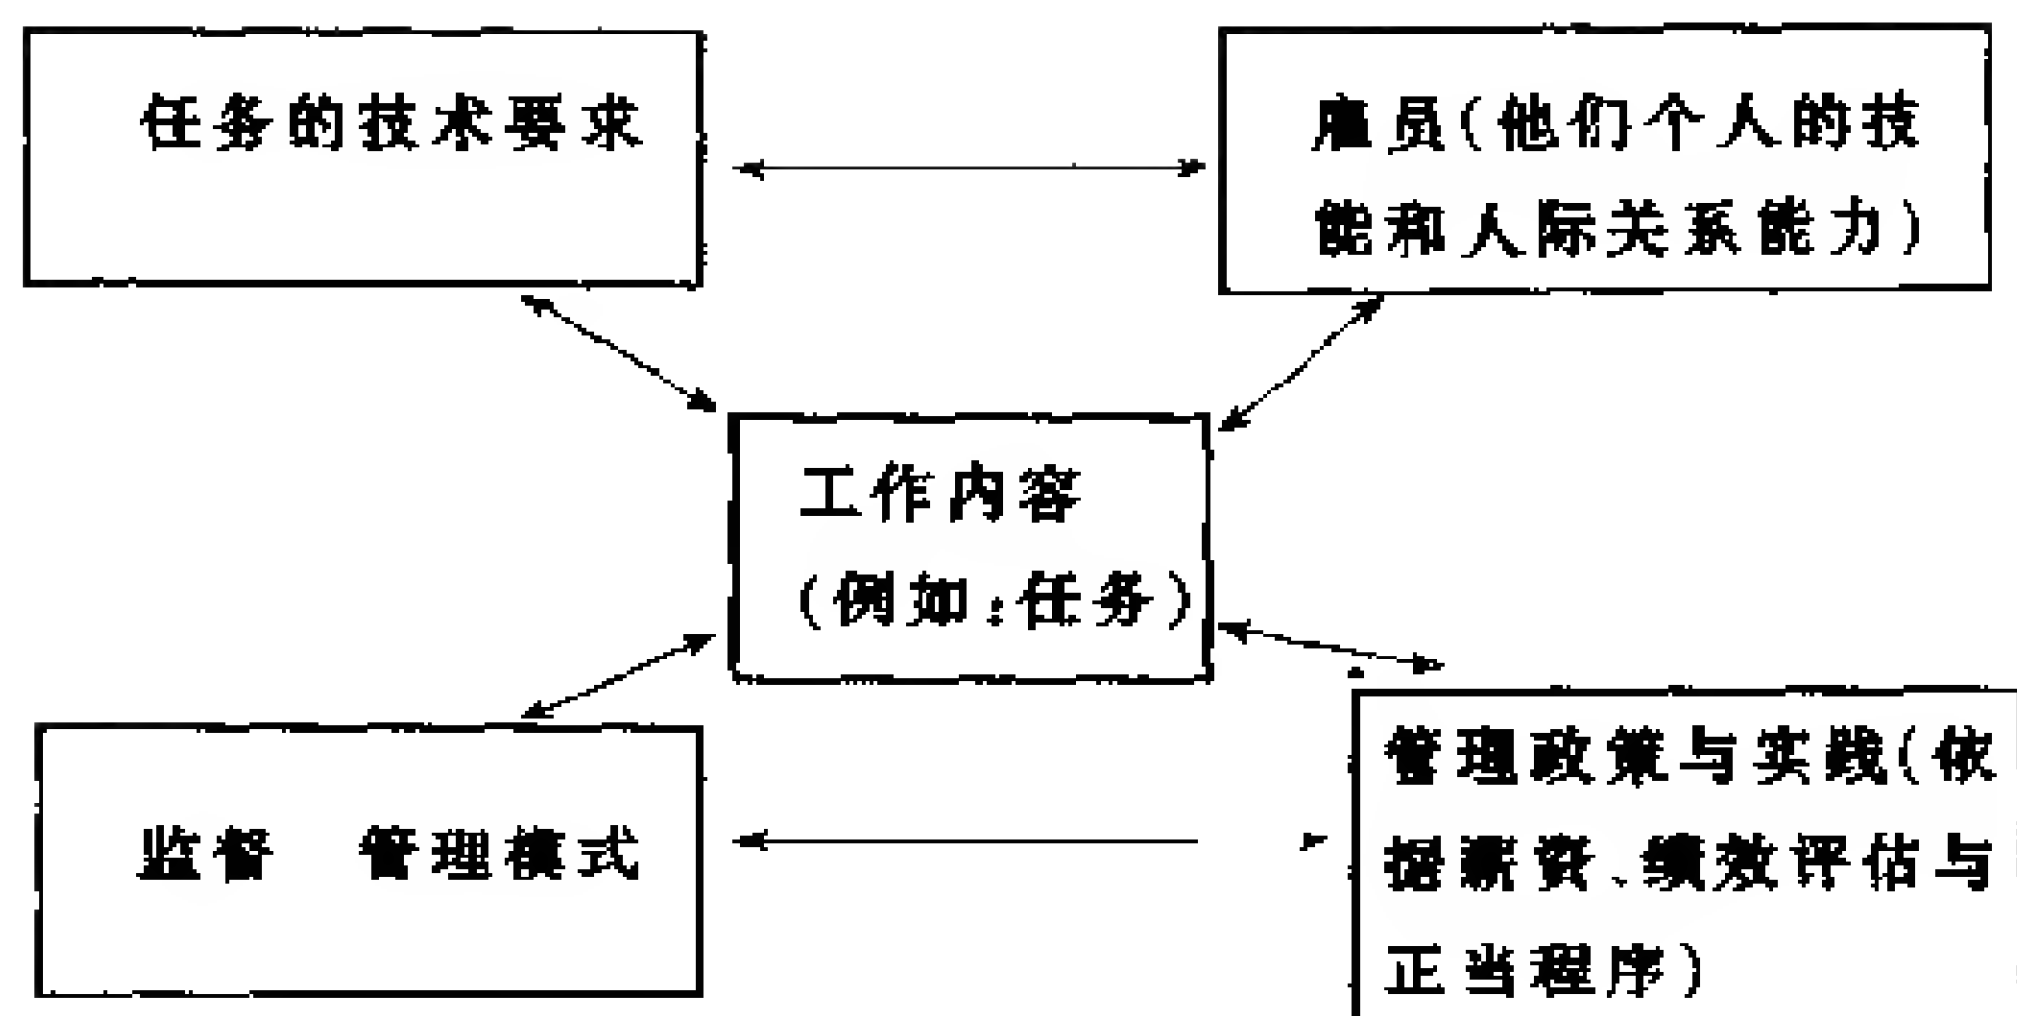 任务的技术要求
雇员(他们个人的技
能和人际关系能力)
工作内容
(例如:任务)
监督 管理模式
管理政策与实践(依
据薪资、绩效评估与
正当程序)